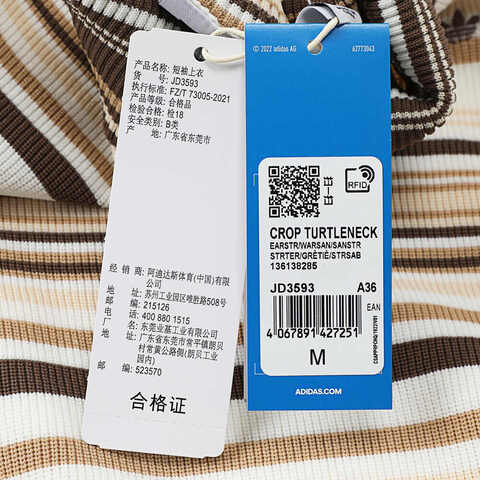 产品名称: 短袖上衣
货 号: JD3593
执行标准: FZ/T 73005-2021
产品等级: 合格品
检验合格: 检18
安全类别: B类
产 地: 广东省东莞市
经 销 商: 阿迪达斯体育(中国)有限
公司
地 址: 苏州工业园区唯胜路508号
邮 编: 215126
电 话: 400 880 1515
厂 名: 东莞业基工业有限公司
地 址: 广东省东莞市常平镇朗贝
村常黄公路侧(朗贝工业
园内)
邮 编: 523570
合格证
© 2022 adidas AG
62773043
RFID
CROP TURTLENECK
EARSTR/WARSAN/SANSTR
STRTER/GRÈTIÉ/STRSAB
136138285
JD3593 A36
EAN
4 067891 427251
M
ADIDAS.COM